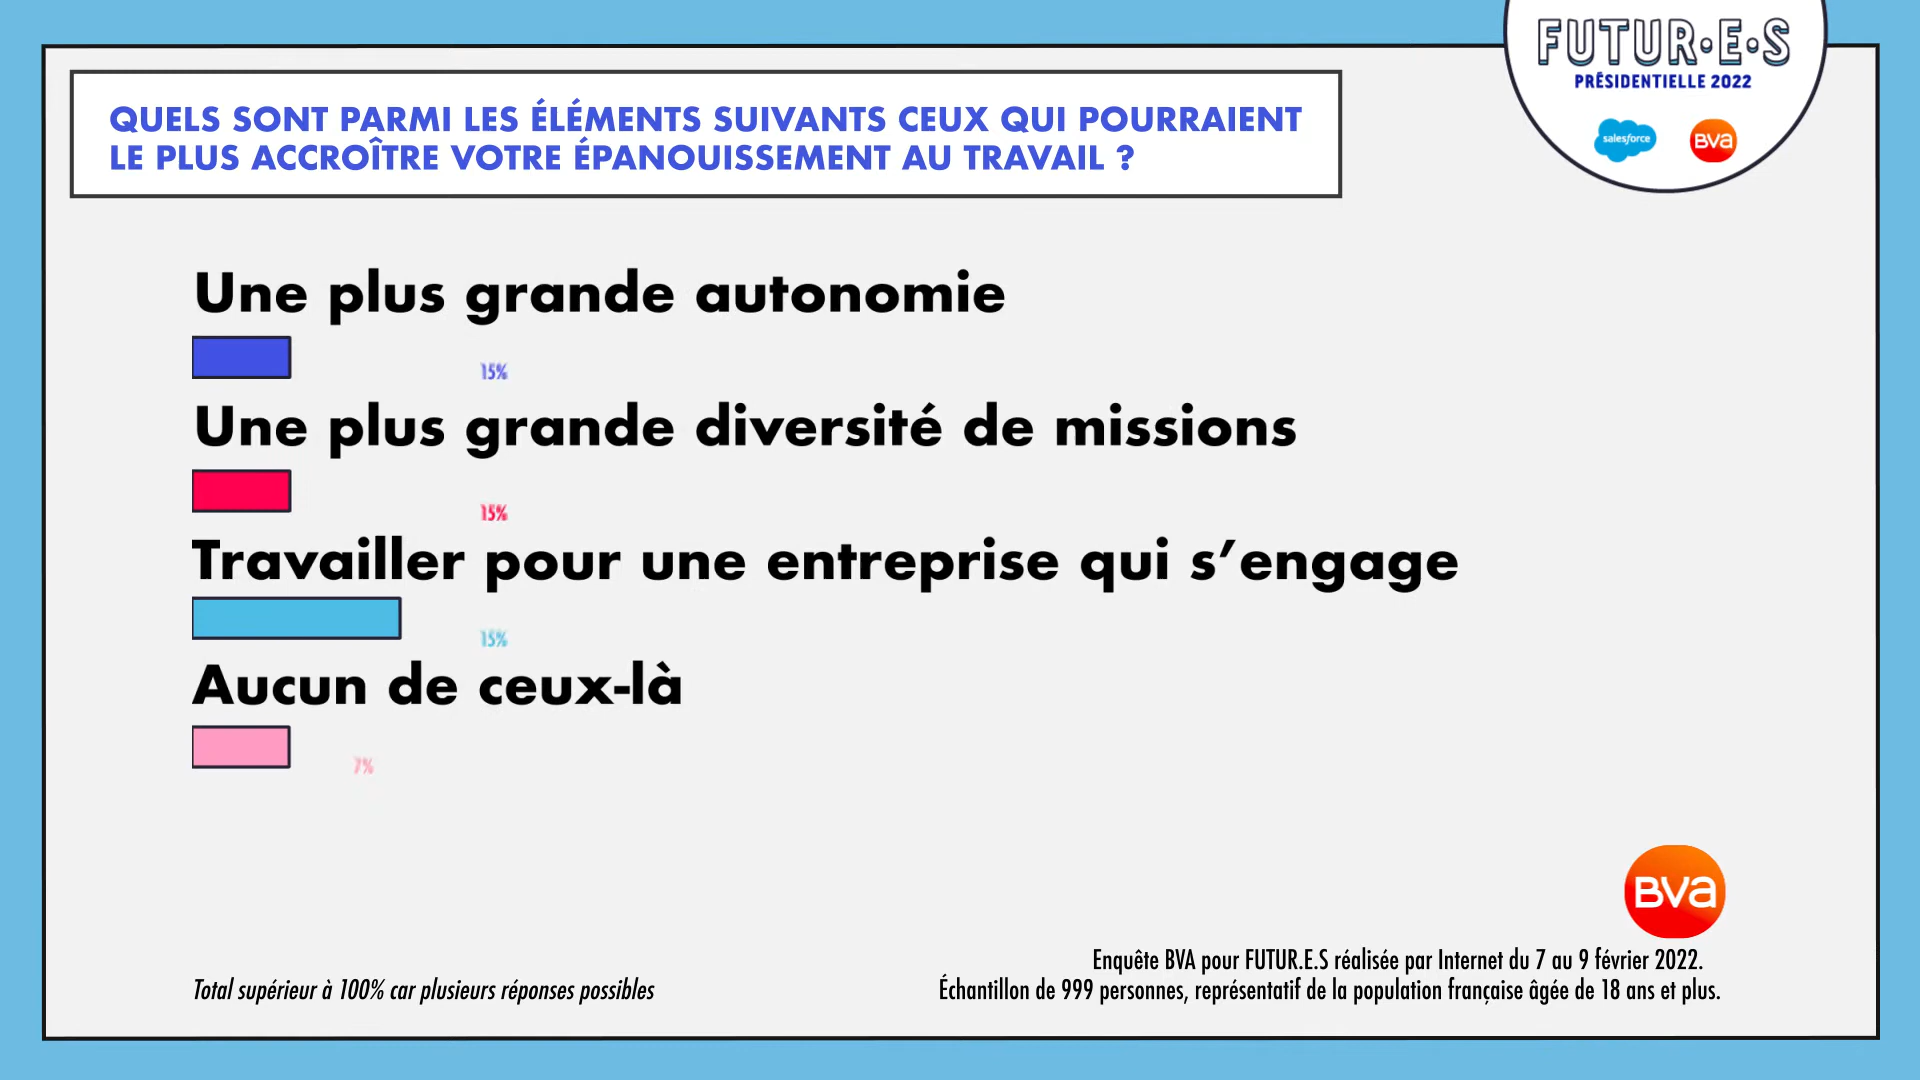 FUTUR•E•S
PRÉSIDENTIELLE 2022
salesforce
BVA
QUELS SONT PARMI LES ÉLÉMENTS SUIVANTS CEUX QUI POURRAIENT
LE PLUS ACCROÎTRE VOTRE ÉPANOUISSEMENT AU TRAVAIL ?
Une plus grande autonomie
15%
Une plus grande diversité de missions
15%
Travailler pour une entreprise qui s’engage
15%
Aucun de ceux-là
7%
BVA
Enquête BVA pour FUTUR.E.S réalisée par Internet du 7 au 9 février 2022.
Total supérieur à 100% car plusieurs réponses possibles
Échantillon de 999 personnes, représentatif de la population française âgée de 18 ans et plus.